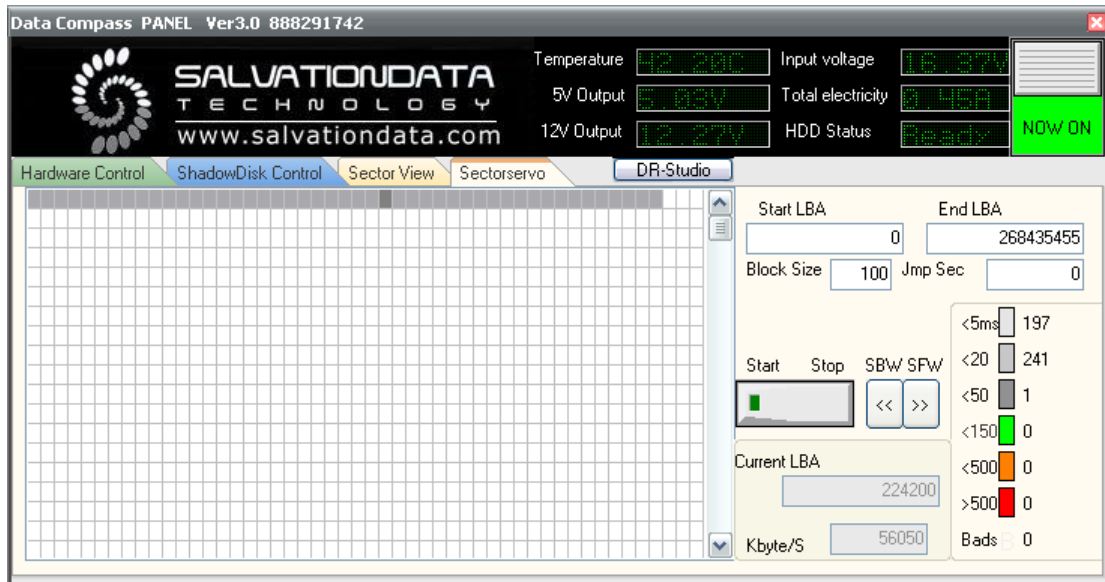 Data Compass PANEL Ver3.0 888291742
SALVATIONDATA
TECHNOLOGY
www.salvationdata.com
Temperature 42.20C Input voltage 16.37V
5V Output 5.03V Total electricity 0.45A
12V Output 12.27V HDD Status Ready
NOW ON
Hardware Control ShadowDisk Control Sector View Sectorservo DR-Studio
Start LBA End LBA
0 268435455
Block Size 100 Jmp Sec 0
<5ms 197
<20 241
<50 1
<150 0
<500 0
>500 0
Bads B 0
Start Stop SBW SFW
<< >>
Current LBA
224200
Kbyte/S 56050